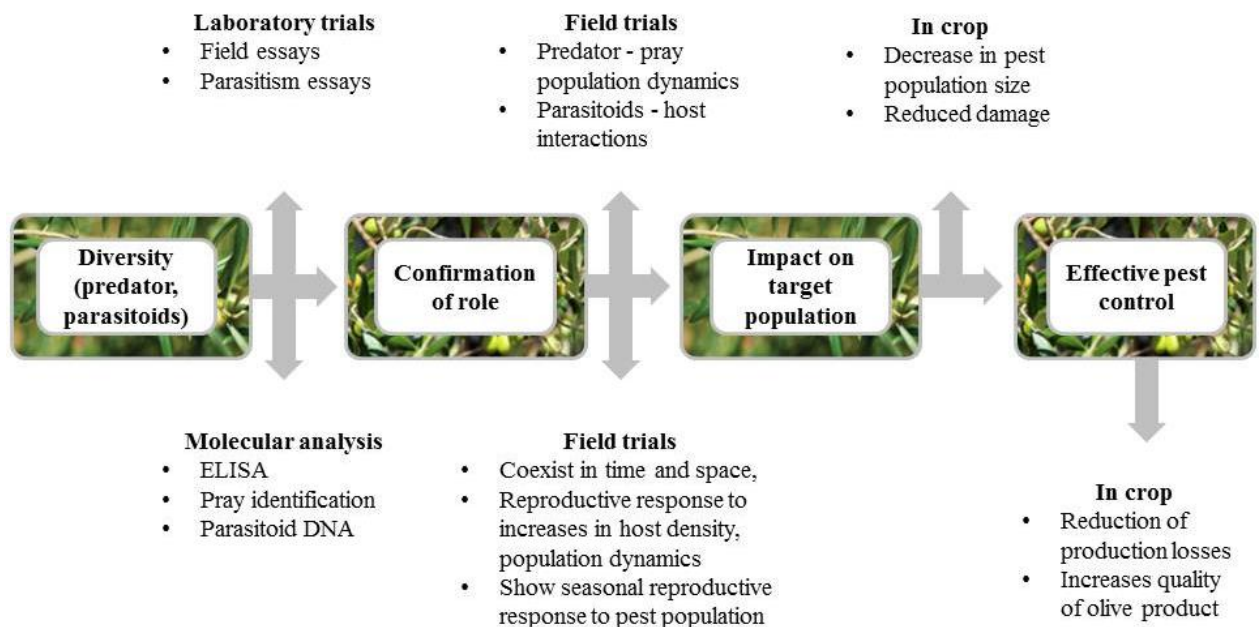 Laboratory trials
• Field essays
• Parasitism essays
Field trials
• Predator - pray
population dynamics
• Parasitoids - host
interactions
In crop
• Decrease in pest
population size
• Reduced damage
Diversity
(predator,
parasitoids)
Confirmation
of role
Impact on
target
population
Effective pest
control
Molecular analysis
• ELISA
• Pray identification
• Parasitoid DNA
Field trials
• Coexist in time and space,
• Reproductive response to
increases in host density,
population dynamics
• Show seasonal reproductive
response to pest population
In crop
• Reduction of
production losses
• Increases quality
of olive product